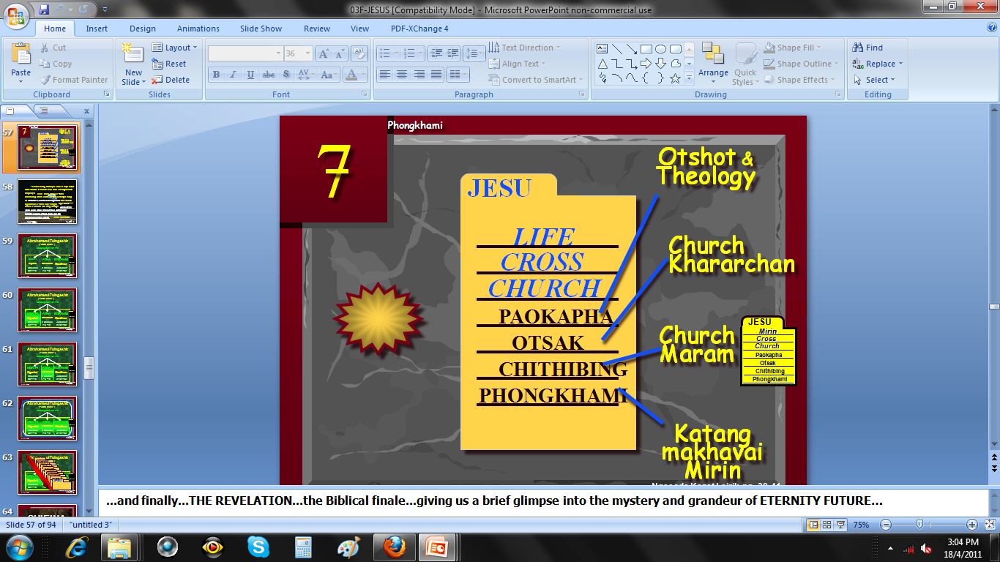 03F-JESUS [Compatibility Mode] - Microsoft PowerPoint non-commercial use
Home Insert Design Animations Slide Show Review View PDF-XChange 4
Paste
Cut
Copy
Format Painter
Clipboard
New Slide
Layout
Reset
Delete
Slides
36
Font
Text Direction
Align Text
Convert to SmartArt
Paragraph
Arrange
Quick Styles
Shape Fill
Shape Outline
Shape Effects
Drawing
Find
Replace
Select
Editing
57
58
59
60
61
62
63
64
Phongkhami
7
JESU
LIFE
CROSS
CHURCH
PAOKAPHA
OTSAK
CHITHIBING
PHONGKHAMI
Otshot &
Theology
Church
Khararchan
Church
Maram
Katang
makhavai
Mirin
JESU
Mirin
Cross
Church
Paokapha
Otsak
Chithibing
Phongkhami
...and finally...THE REVELATION...the Biblical finale...giving us a brief glimpse into the mystery and grandeur of ETERNITY FUTURE...
Slide 57 of 94 "untitled 3" 75%
3:04 PM
18/4/2011